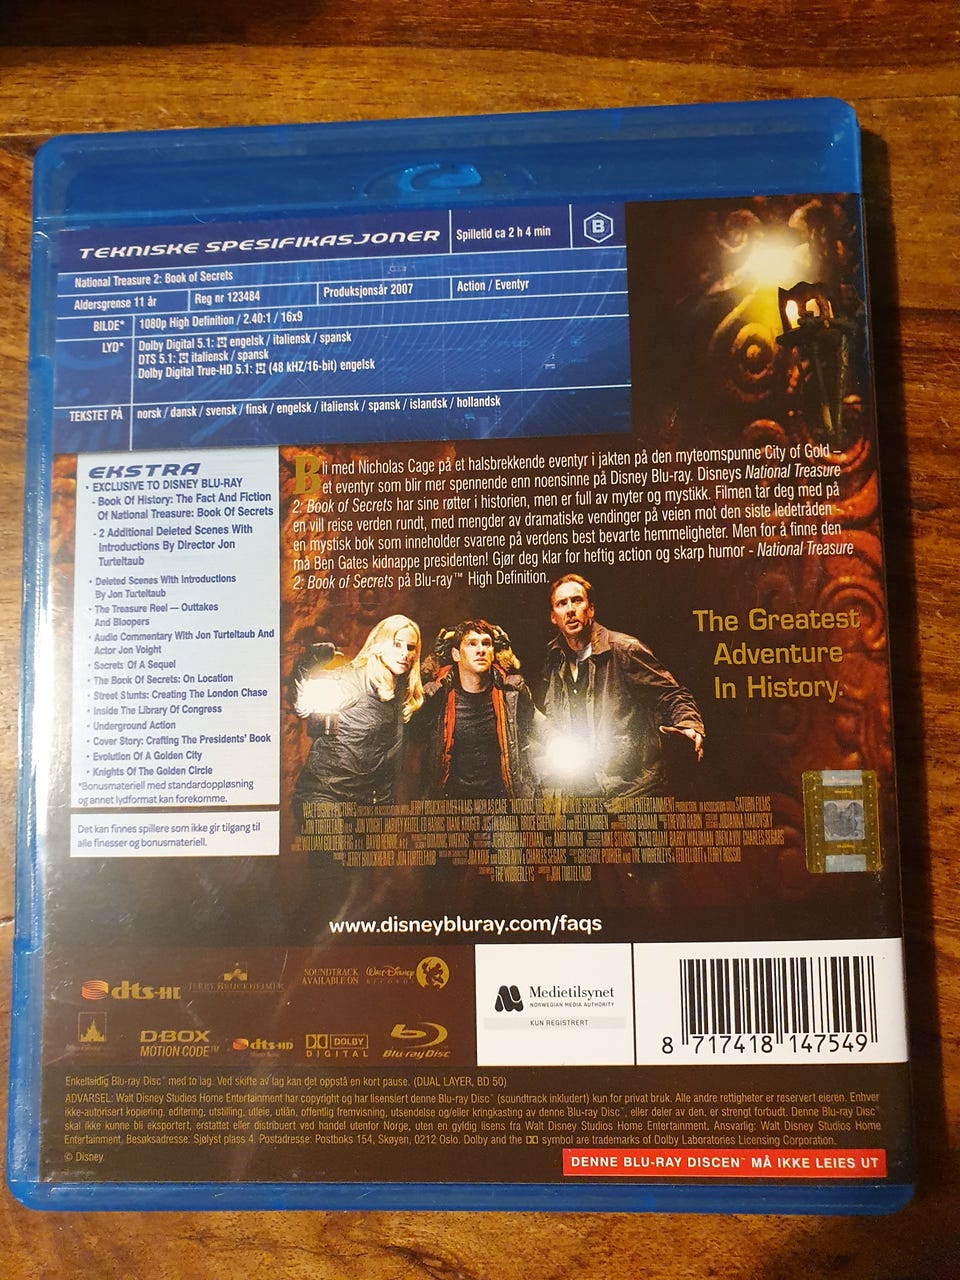 TEKNISKE SPESIFIKASJONER
Spilletid ca 2 h 4 min
B
National Treasure 2: Book of Secrets
Aldersgrense 11 år
Reg nr 123484
Produksjonsår 2007
Action / Eventyr
BILDE*
1080p High Definition / 2.40:1 / 16x9
LYD*
Dolby Digital 5.1: engelsk / italiensk / spansk
DTS 5.1: italiensk / spansk
Dolby Digital True-HD 5.1: (48 kHZ/16-bit) engelsk
TEKSTET PÅ
norsk / dansk / svensk / finsk / engelsk / italiensk / spansk / islandsk / hollandsk
EKSTRA
• EXCLUSIVE TO DISNEY BLU-RAY
- Book Of History: The Fact And Fiction
Of National Treasure: Book Of Secrets
- 2 Additional Deleted Scenes With
Introductions By Director Jon
Turteltaub
• Deleted Scenes With Introductions
By Jon Turteltaub
• The Treasure Reel — Outtakes
And Bloopers
• Audio Commentary With Jon Turteltaub And
Actor Jon Voight
• Secrets Of A Sequel
• The Book Of Secrets: On Location
• Street Stunts: Creating The London Chase
• Inside The Library Of Congress
• Underground Action
• Cover Story: Crafting The Presidents' Book
• Evolution Of A Golden City
• Knights Of The Golden Circle
*Bonusmateriell med standardoppløsning
og annet lydformat kan forekomme.
Det kan finnes spillere som ikke gir tilgang til
alle finesser og bonusmateriell.
Bli med Nicholas Cage på et halsbrekkende eventyr i jakten på den myteomspunne City of Gold –
et eventyr som blir mer spennende enn noensinne på Disney Blu-ray. Disneys National Treasure
2: Book of Secrets har sine røtter i historien, men er full av myter og mystikk. Filmen tar deg med på
en vill reise verden rundt, med mengder av dramatiske vendinger på veien mot den siste ledetråden -
en mystisk bok som inneholder svarene på verdens best bevarte hemmeligheter. Men for å finne den
må Ben Gates kidnappe presidenten! Gjør deg klar for heftig action og skarp humor - National Treasure
2: Book of Secrets på Blu-ray™ High Definition.
The Greatest
Adventure
In History.
www.disneybluray.com/faqs
dts-HD
JERRY BRUCKHEIMER
SOUNDTRACK
AVAILABLE ON
Walt Disney
RECORDS
D-BOX
MOTION CODE™
dts-HD
Master Audio
DOLBY
DIGITAL
Blu-ray Disc
Medietilsynet
NORWEGIAN MEDIA AUTHORITY
KUN REGISTRERT
8 717418 147549
Enkeltsidig Blu-ray Disc™ med to lag. Ved skifte av lag kan det oppstå en kort pause. (DUAL LAYER, BD 50)
ADVARSEL: Walt Disney Studios Home Entertainment har copyright og har lisensiert denne Blu-ray Disc™ (soundtrack inkludert) kun for privat bruk. Alle andre rettigheter er reservert eieren. Enhver
ikke-autorisert kopiering, editering, utstilling, utleie, utlån, offentlig fremvisning, utsendelse og/eller kringkasting av denne Blu-ray Disc™, eller deler av den, er strengt forbudt. Denne Blu-ray Disc™
skal ikke kunne bli eksportert, erstattet eller distribuert ved handel utenfor Norge, uten en gyldig lisens fra Walt Disney Studios Home Entertainment. Ansvarlig: Walt Disney Studios Home
Entertainment, Besøksadresse: Sjølyst plass 4. Postadresse: Postboks 154, Skøyen, 0212 Oslo. Dolby and the symbol are trademarks of Dolby Laboratories Licensing Corporation.
© Disney.
DENNE BLU-RAY DISCEN™ MÅ IKKE LEIES UT